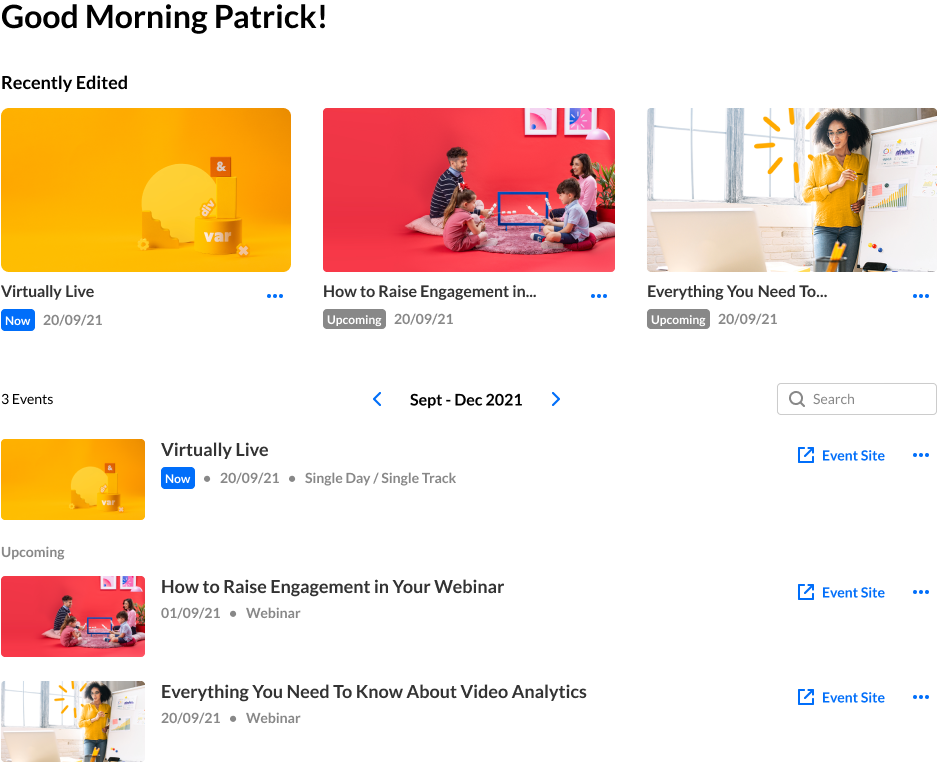 Good Morning Patrick!
Recently Edited
&
div
var
Virtually Live
Now 20/09/21
How to Raise Engagement in...
Upcoming 20/09/21
Everything You Need To...
Upcoming 20/09/21
3 Events
Sept - Dec 2021
Search
&
var
Virtually Live
Now • 20/09/21 • Single Day / Single Track
Event Site
Upcoming
How to Raise Engagement in Your Webinar
01/09/21 • Webinar
Event Site
Everything You Need To Know About Video Analytics
20/09/21 • Webinar
Event Site